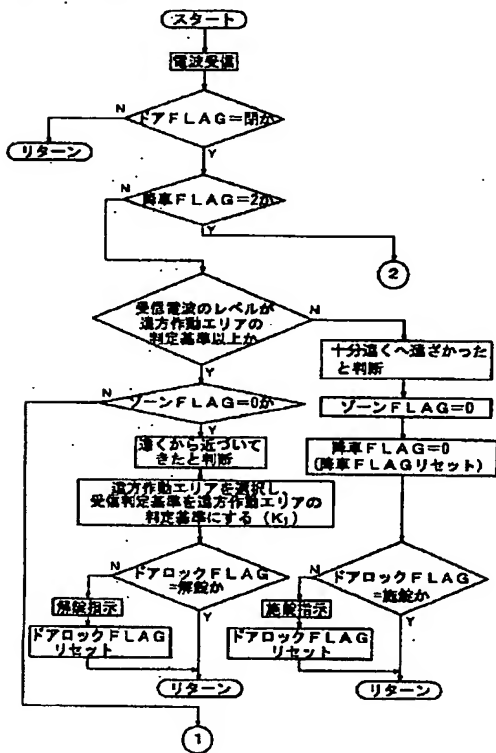 スタート
電波受信
ドアFLAG=閉か
N
リターン
Y
N
降車FLAG=2か
Y
2
受信電波のレベルが
遠方作動エリアの
判定基準以上か
N
十分遠くへ遠ざかった
と判断
Y
N
ゾーンFLAG=0か
ゾーンFLAG=0
Y
遠くから近づいて
きたと判断
降車FLAG=0
(降車FLAGリセット)
遠方作動エリアを選択し、
受信判定基準を遠方作動エリアの
判定基準にする (K1)
N
ドアロックFLAG
=解錠か
N
ドアロックFLAG
=施錠か
解錠指示
Y
施錠指示
Y
ドアロックFLAG
リセット
ドアロックFLAG
リセット
リターン
リターン
1